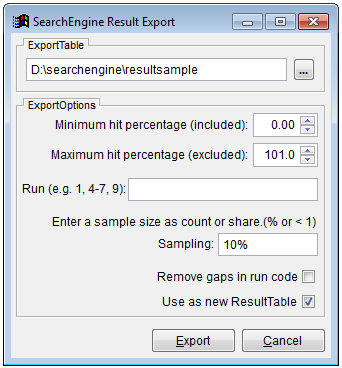 SearchEngine Result Export
ExportTable
D:\searchengine\resultsample
...
ExportOptions
Minimum hit percentage (included): 0.00
Maximum hit percentage (excluded): 101.0
Run (e.g. 1, 4-7, 9):
Enter a sample size as count or share.(% or < 1)
Sampling: 10%
Remove gaps in run code
Use as new ResultTable
Export Cancel